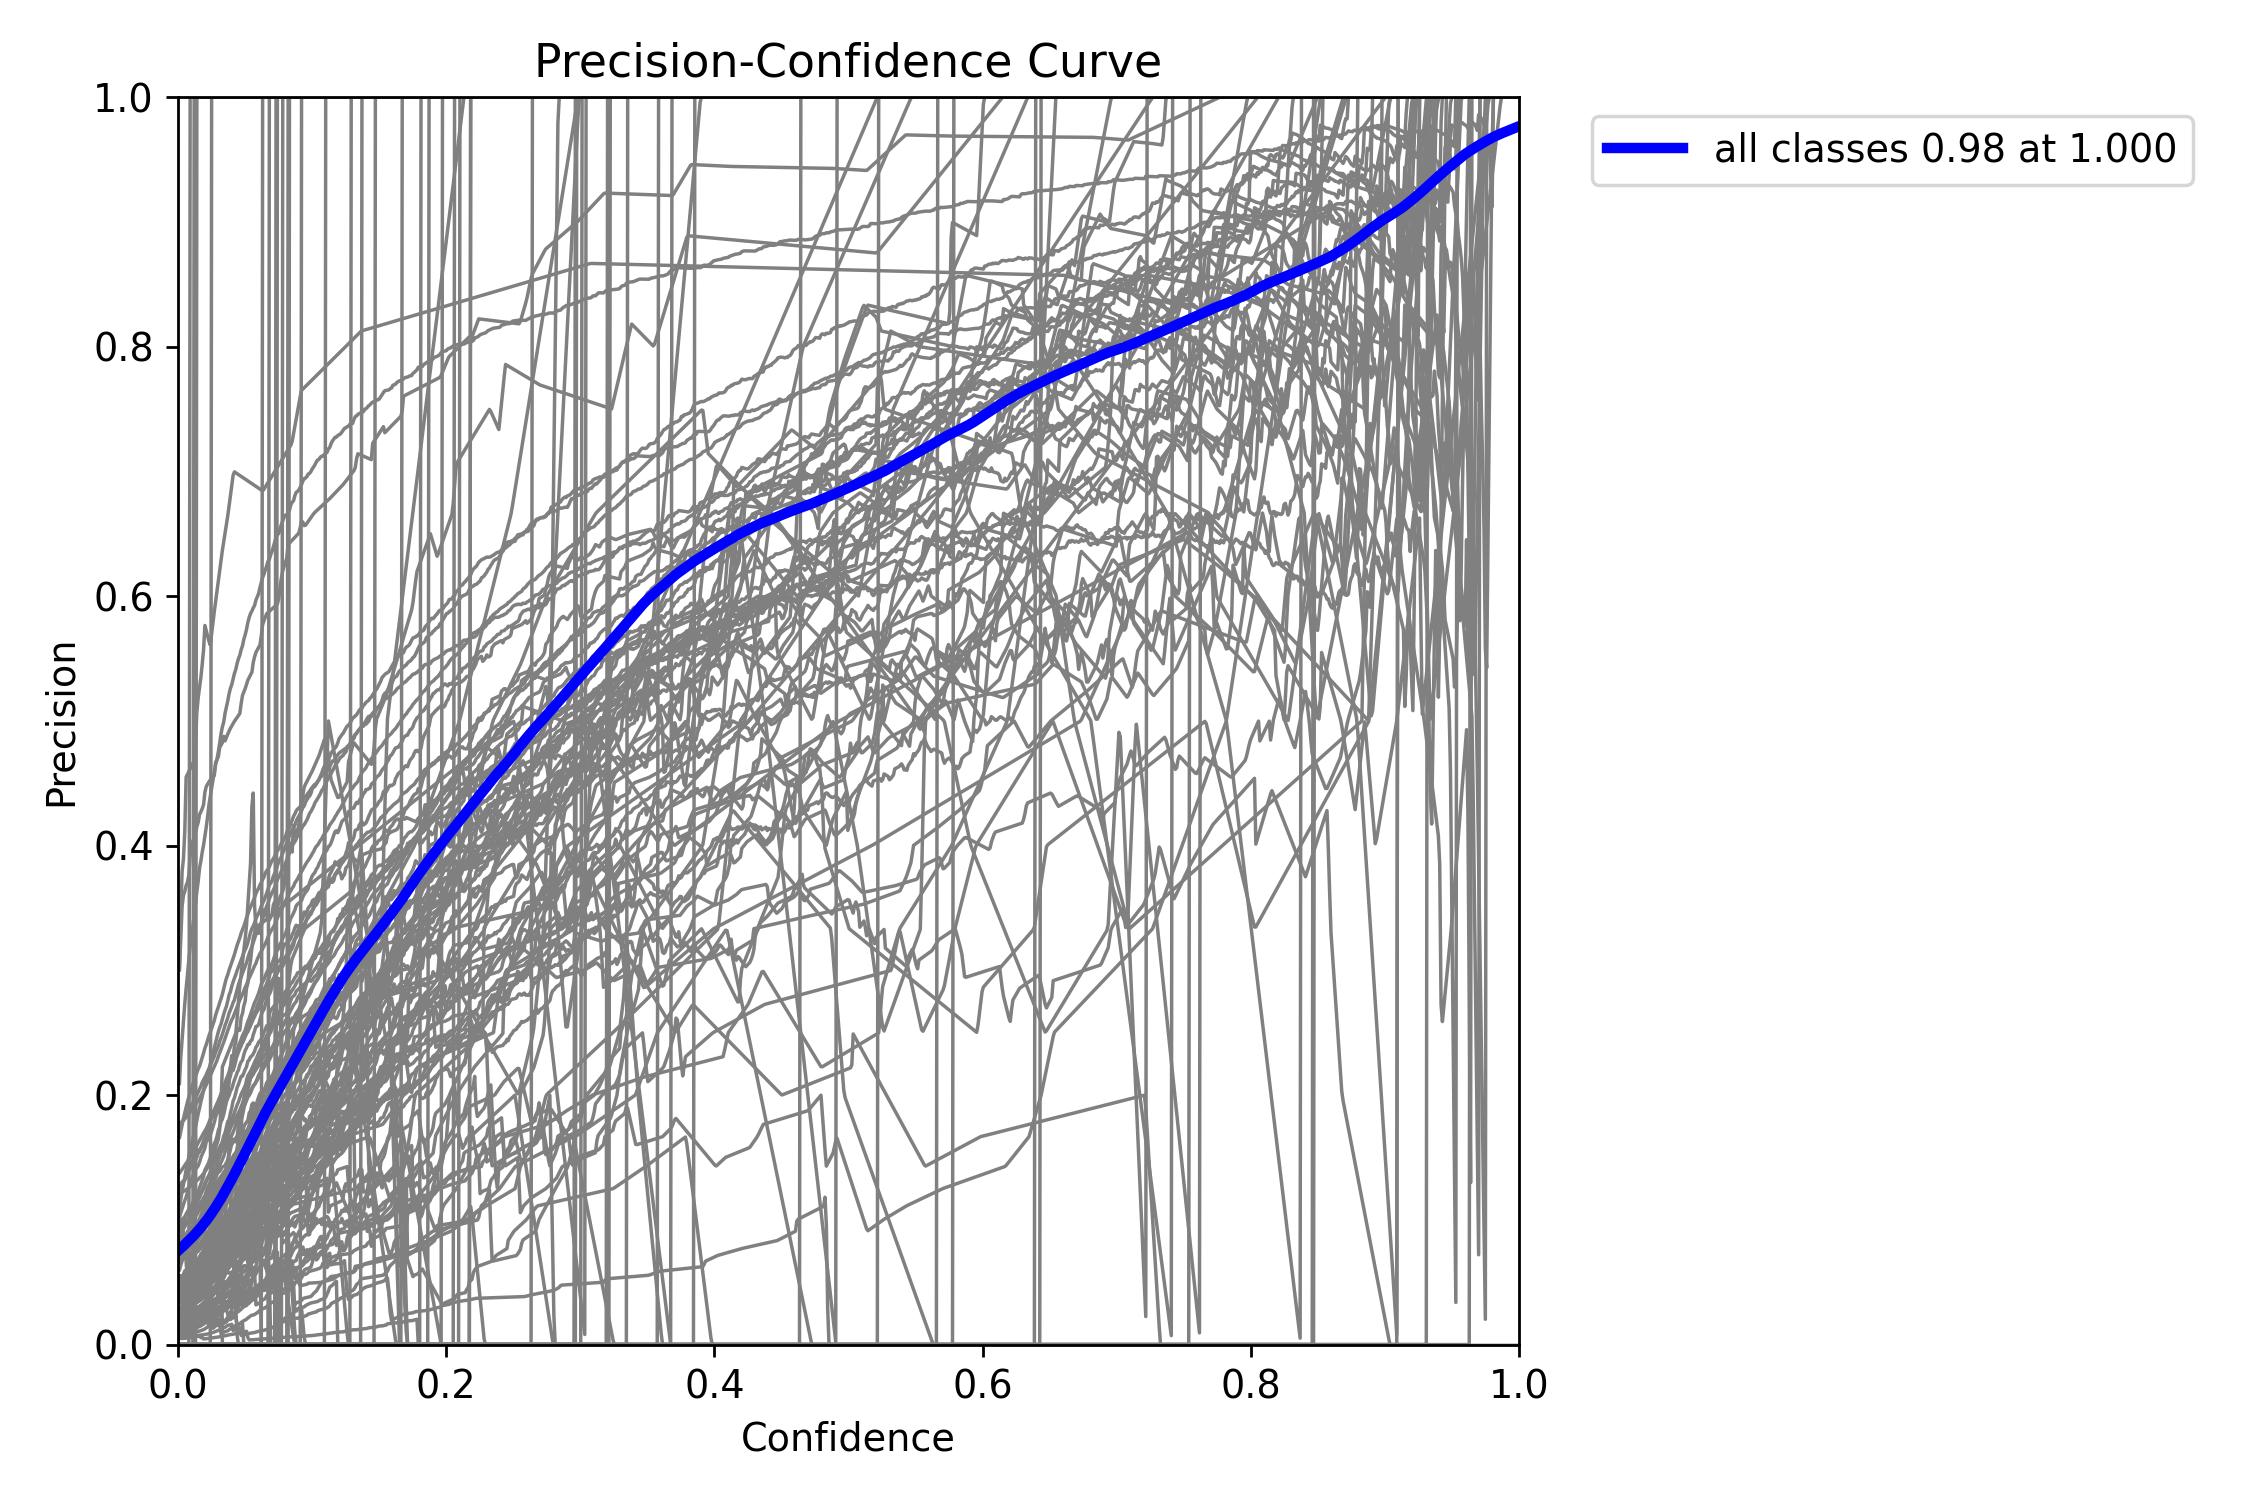 Precision-Confidence Curve
all classes 0.98 at 1.000
Precision
1.0
0.8
0.6
0.4
0.2
0.0
0.0 0.2 0.4 0.6 0.8 1.0
Confidence